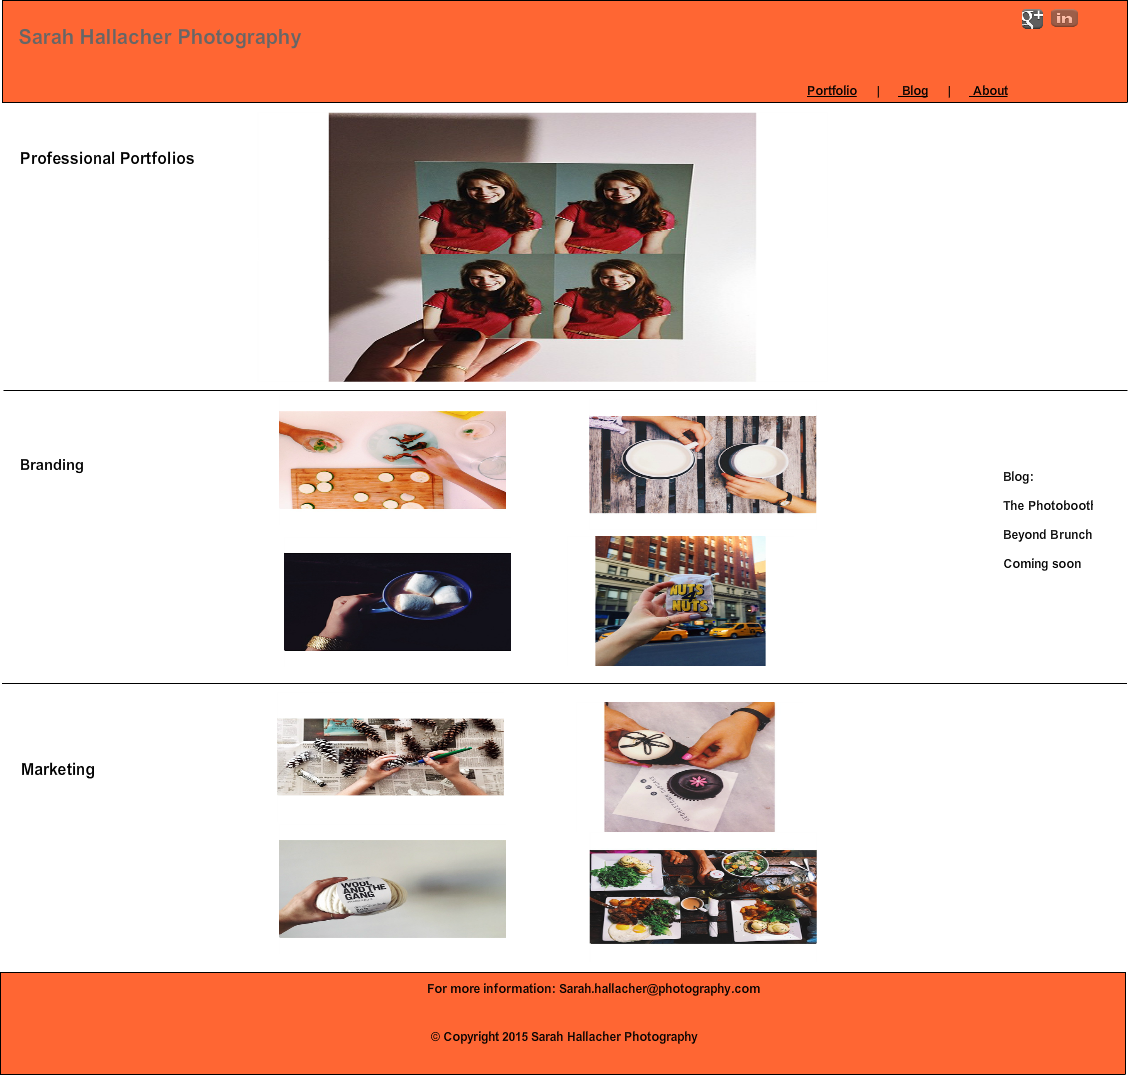 g+
in
Sarah Hallacher Photography
Portfolio | Blog | About
Professional Portfolios
Branding
Blog:
The Photobooth
Beyond Brunch
Coming soon
NUTS
4
NUTS
Marketing
WOOL
AND THE
GANG
For more information: Sarah.hallacher@photography.com
© Copyright 2015 Sarah Hallacher Photography